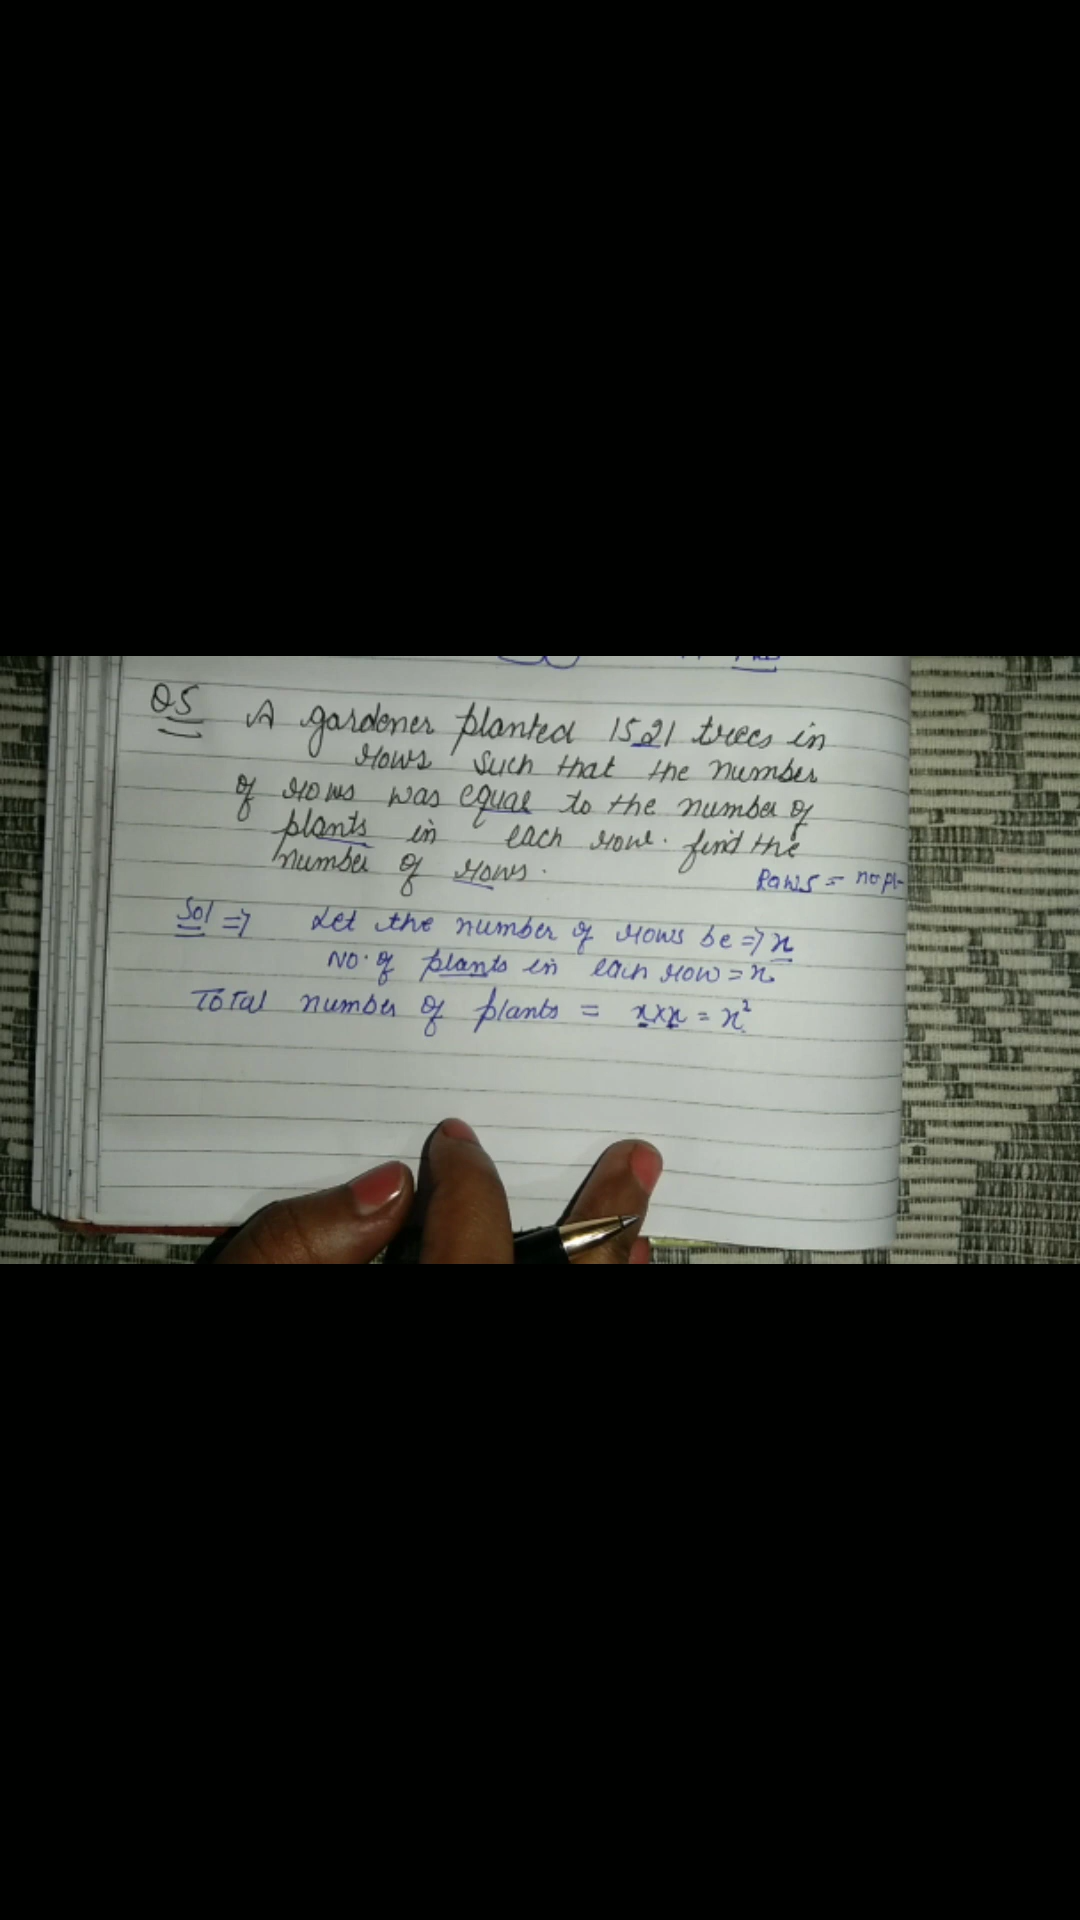 Q5 A gardener planted 1521 trees in
rows such that the number
of rows was equal to the number of
plants in each row. find the
number of rows.
Raws = no pl-
Sol => Let the number of rows be => x
No. of plants in each row = x
Total number of plants = x×x = x²